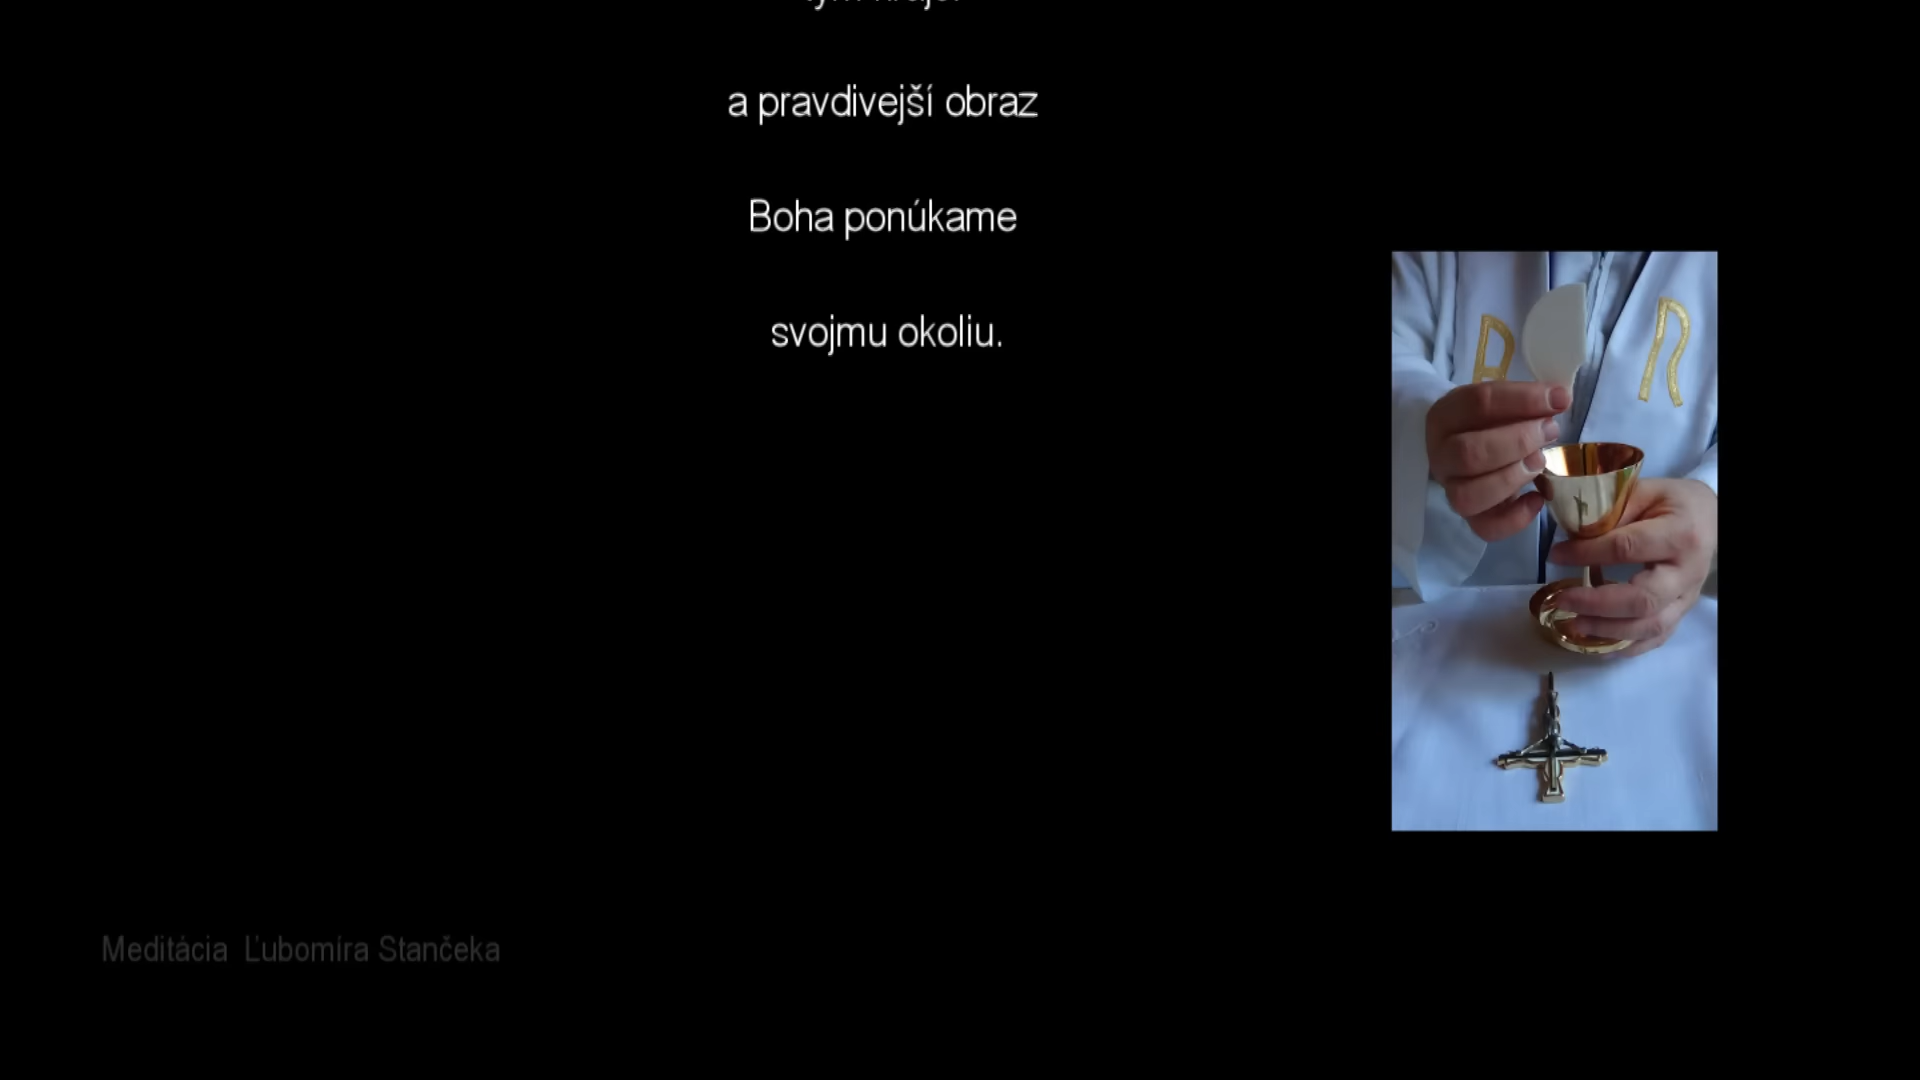 a pravdivejší obraz
Boha ponúkame
svojmu okoliu.
Meditácia Ľubomíra Stančeka